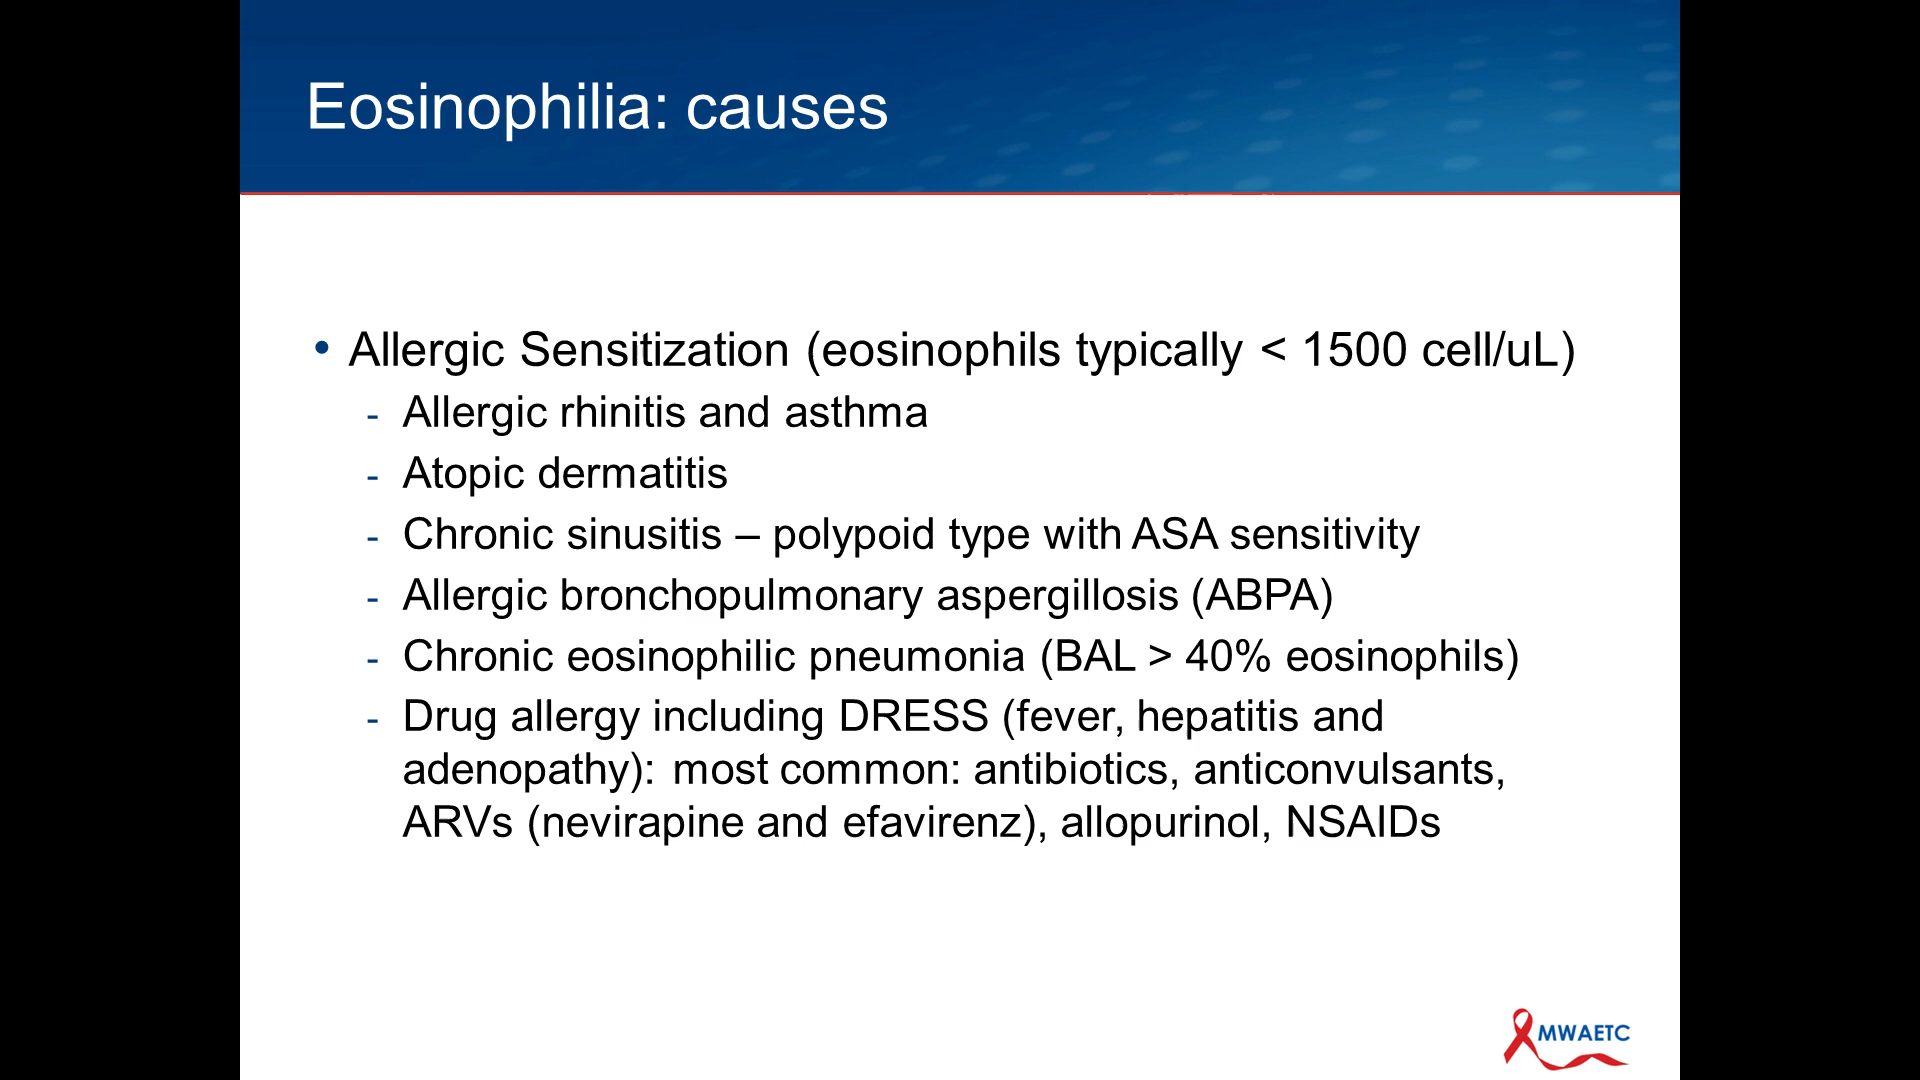 Eosinophilia: causes
• Allergic Sensitization (eosinophils typically < 1500 cell/uL)
- Allergic rhinitis and asthma
- Atopic dermatitis
- Chronic sinusitis – polypoid type with ASA sensitivity
- Allergic bronchopulmonary aspergillosis (ABPA)
- Chronic eosinophilic pneumonia (BAL > 40% eosinophils)
- Drug allergy including DRESS (fever, hepatitis and
adenopathy): most common: antibiotics, anticonvulsants,
ARVs (nevirapine and efavirenz), allopurinol, NSAIDs
MWAETC